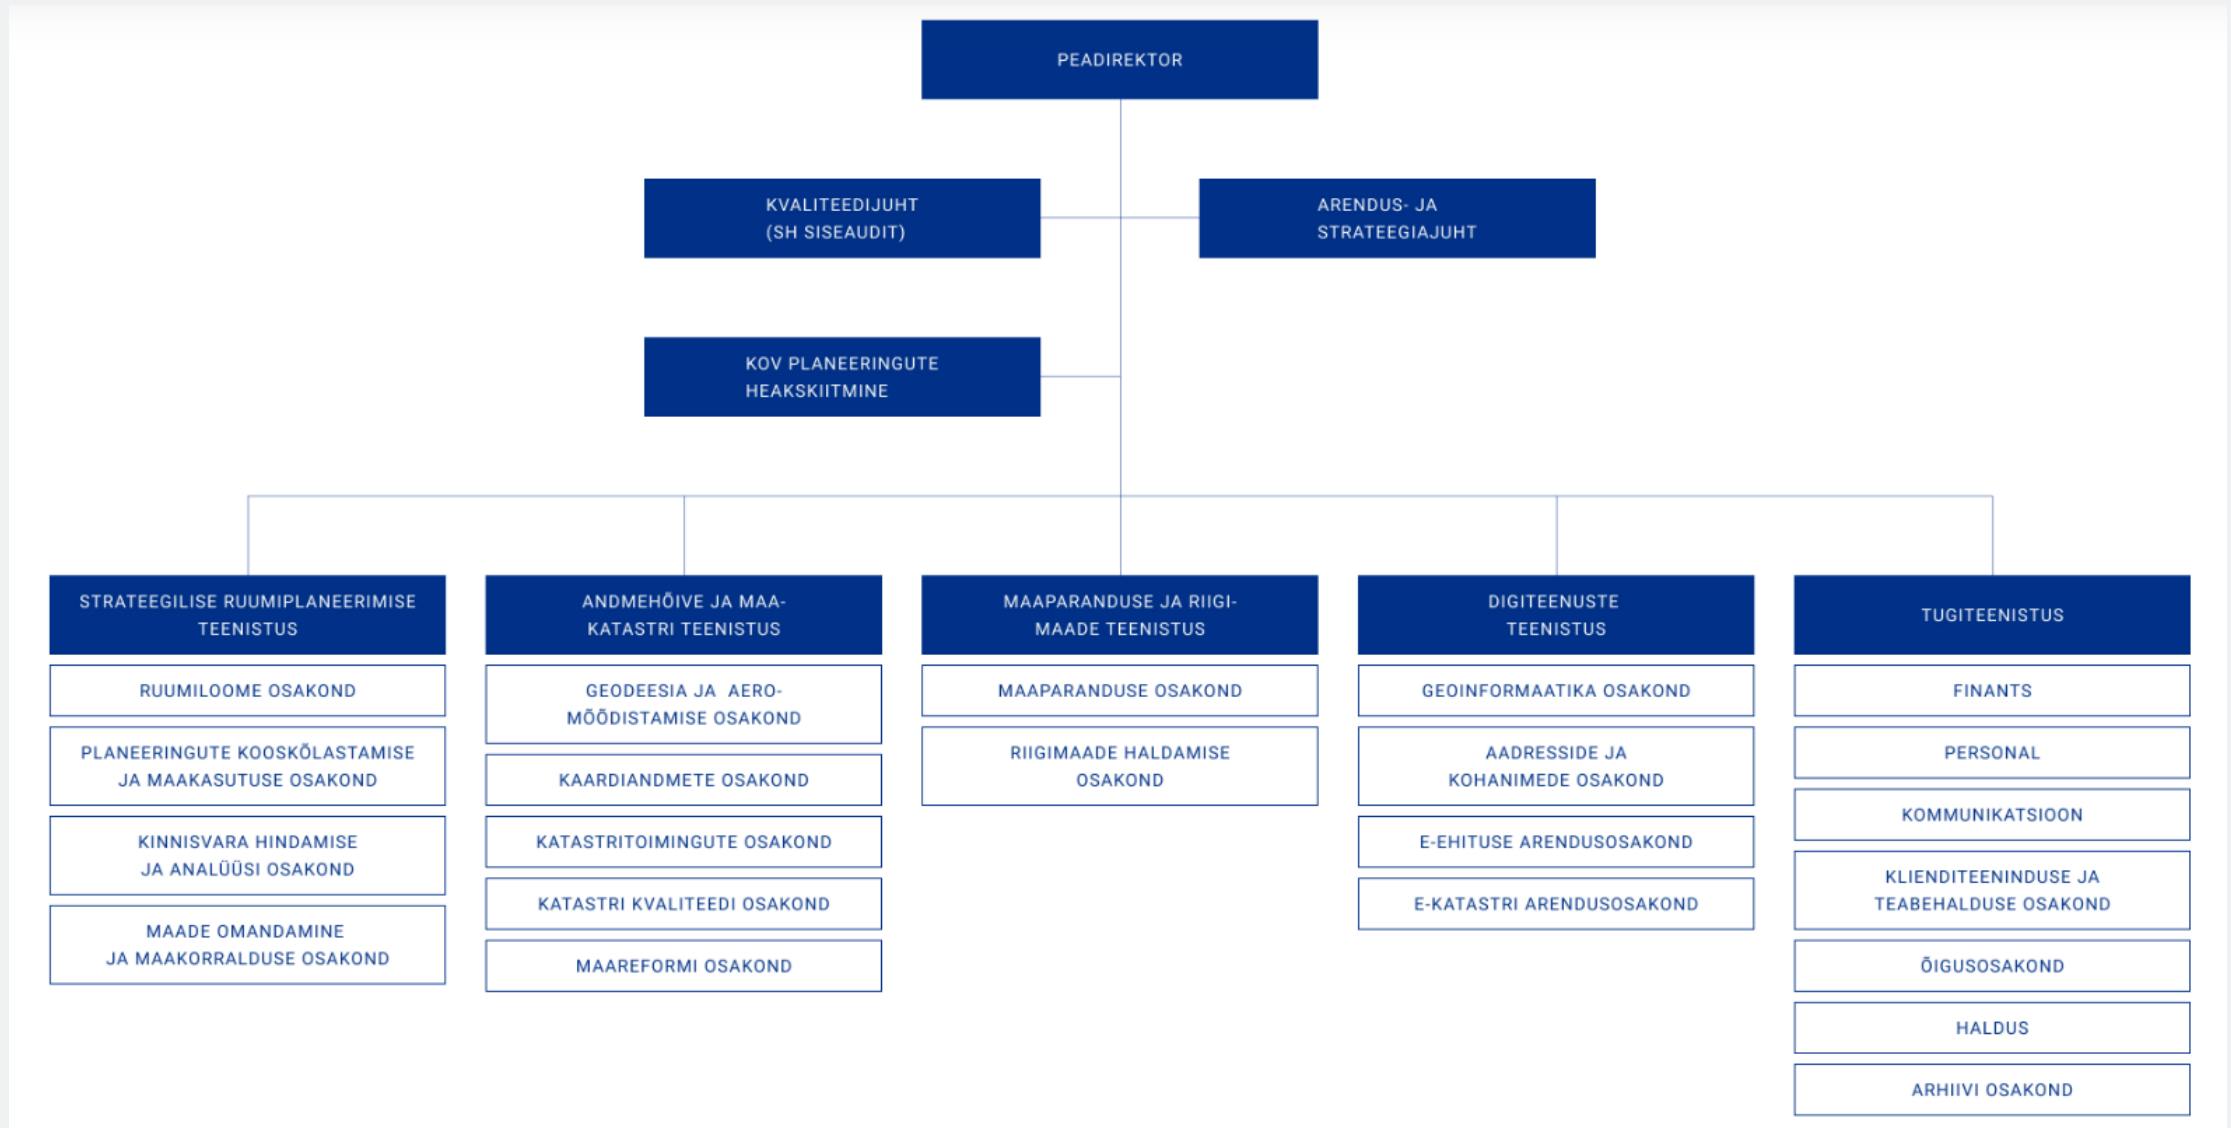 PEADIREKTOR
KVALITEEDIJUHT
(SH SISEAUDIT)
ARENDUS- JA
STRATEEGIAJUHT
KOV PLANEERINGUTE
HEAKSKIITMINE
STRATEEGILISE RUUMIPLANEERIMISE
TEENISTUS
RUUMILOOME OSAKOND
PLANEERINGUTE KOOSKÕLASTAMISE
JA MAAKASUTUSE OSAKOND
KINNISVARA HINDAMISE
JA ANALÜÜSI OSAKOND
MAADE OMANDAMINE
JA MAAKORRALDUSE OSAKOND
ANDMEHÕIVE JA MAA-
KATASTRI TEENISTUS
GEODEESIA JA AERO-
MÕÕDISTAMISE OSAKOND
KAARDIANDMETE OSAKOND
KATASTRITOIMINGUTE OSAKOND
KATASTRI KVALITEEDI OSAKOND
MAAREFORMI OSAKOND
MAAPARANDUSE JA RIIGI-
MAADE TEENISTUS
MAAPARANDUSE OSAKOND
RIIGIMAADE HALDAMISE
OSAKOND
DIGITEENUSTE
TEENISTUS
GEOINFORMAATIKA OSAKOND
AADRESSIDE JA
KOHANIMEDE OSAKOND
E-EHITUSE ARENDUSOSAKOND
E-KATASTRI ARENDUSOSAKOND
TUGITEENISTUS
FINANTS
PERSONAL
KOMMUNIKATSIOON
KLIENDITEENINDUSE JA
TEABEHALDUSE OSAKOND
ÕIGUSOSAKOND
HALDUS
ARHIIVI OSAKOND